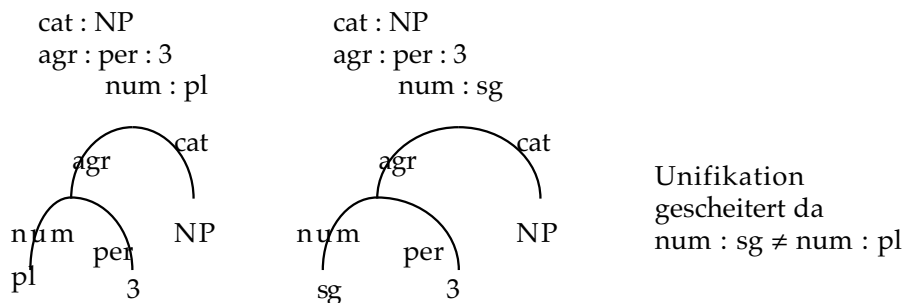 cat : NP
agr : per : 3
num : pl
cat : NP
agr : per : 3
num : sg
agr
cat
num
per
NP
pl
3
agr
cat
num
per
NP
sg
3
Unifikation
gescheitert da
num : sg ≠ num : pl